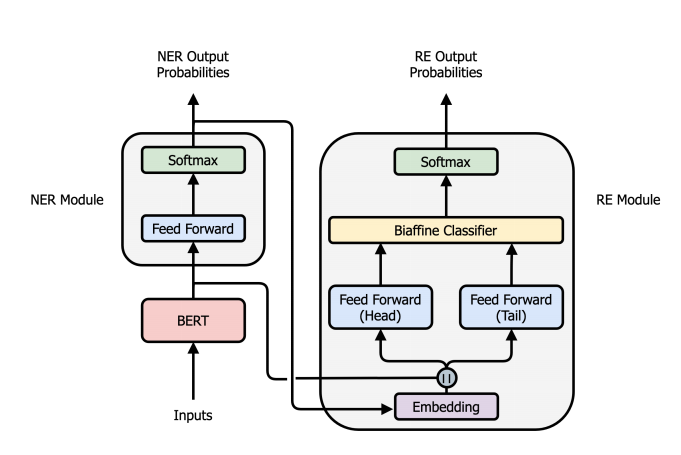 NER Output
Probabilities
RE Output
Probabilities
Softmax
Softmax
NER Module
RE Module
Feed Forward
Biaffine Classifier
Feed Forward
(Head)
Feed Forward
(Tail)
BERT
||
Embedding
Inputs